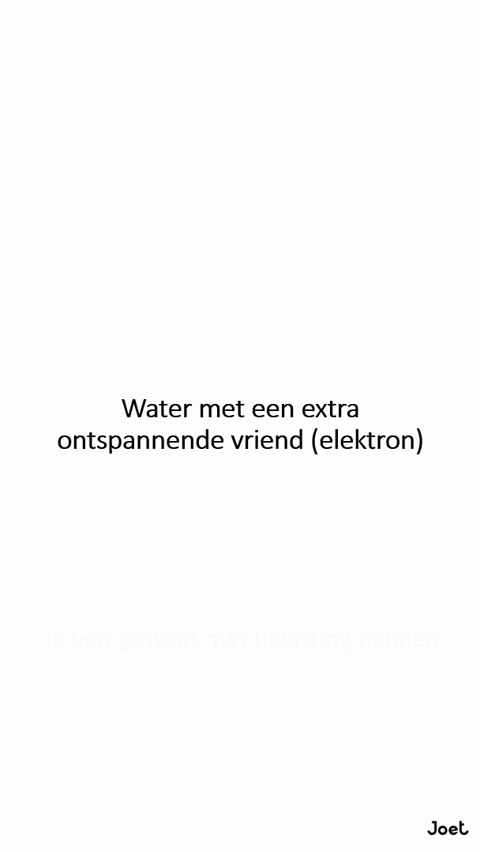 Water met een extra
ontspannende vriend (elektron)
Ik ben gestopt met belasting betalen
Joet